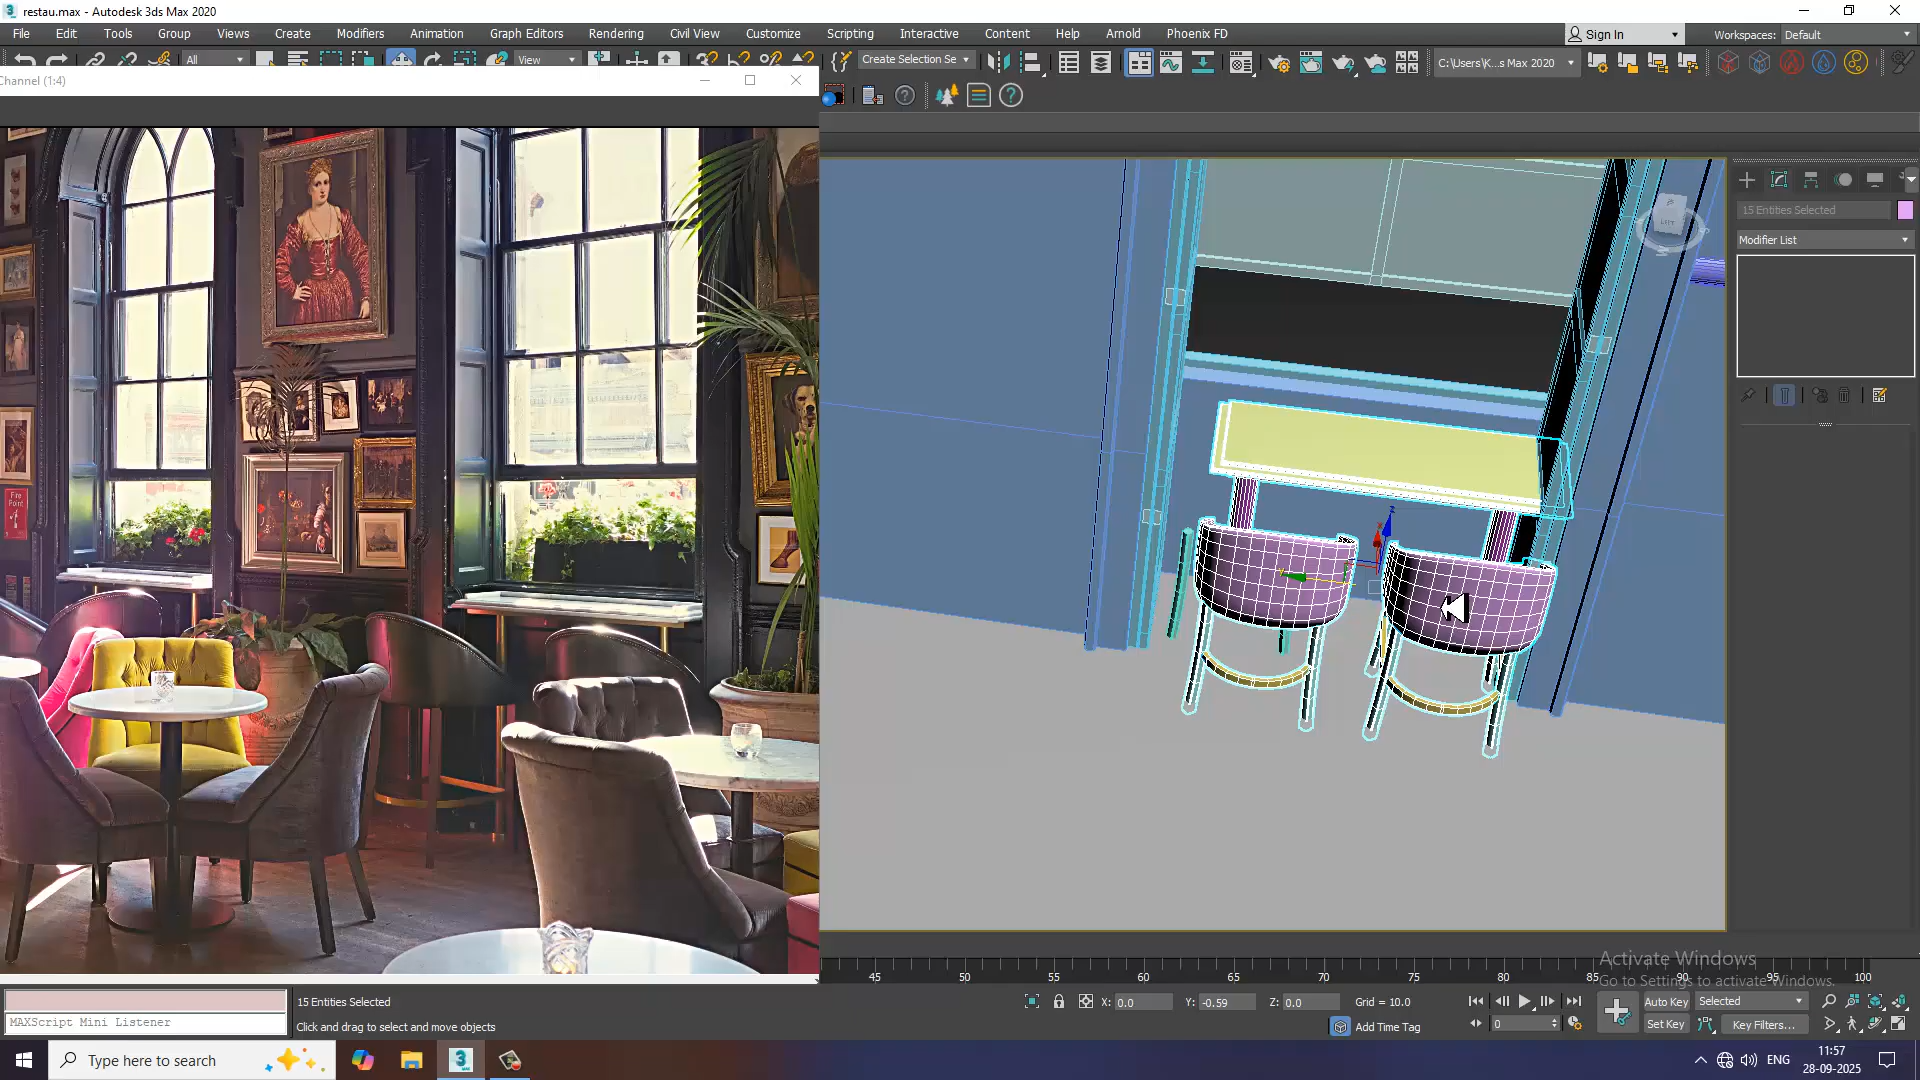 restau.max - Autodesk 3ds Max 2020
File Edit Tools Group Views Create Modifiers Animation Graph Editors Rendering Civil View Customize Scripting Interactive Content Help Arnold Phoenix FD
Sign In
Workspaces: Default
All
View
Create Selection Se
C:\Users\K...s Max 2020
Channel (1:4)
15 Entities Selected
Modifier List
Fire
Point
LEFT
45 50 55 60 65 70 75 80 85 90 95 100
Activate Windows
Go to Settings to activate Windows.
15 Entities Selected
X: 0.0 Y: -0.59 Z: 0.0 Grid = 10.0
Auto Key Selected
MAXScript Mini Listener
Click and drag to select and move objects
Add Time Tag
0
Set Key Key Filters...
Type here to search
ENG
11:57
28-09-2025